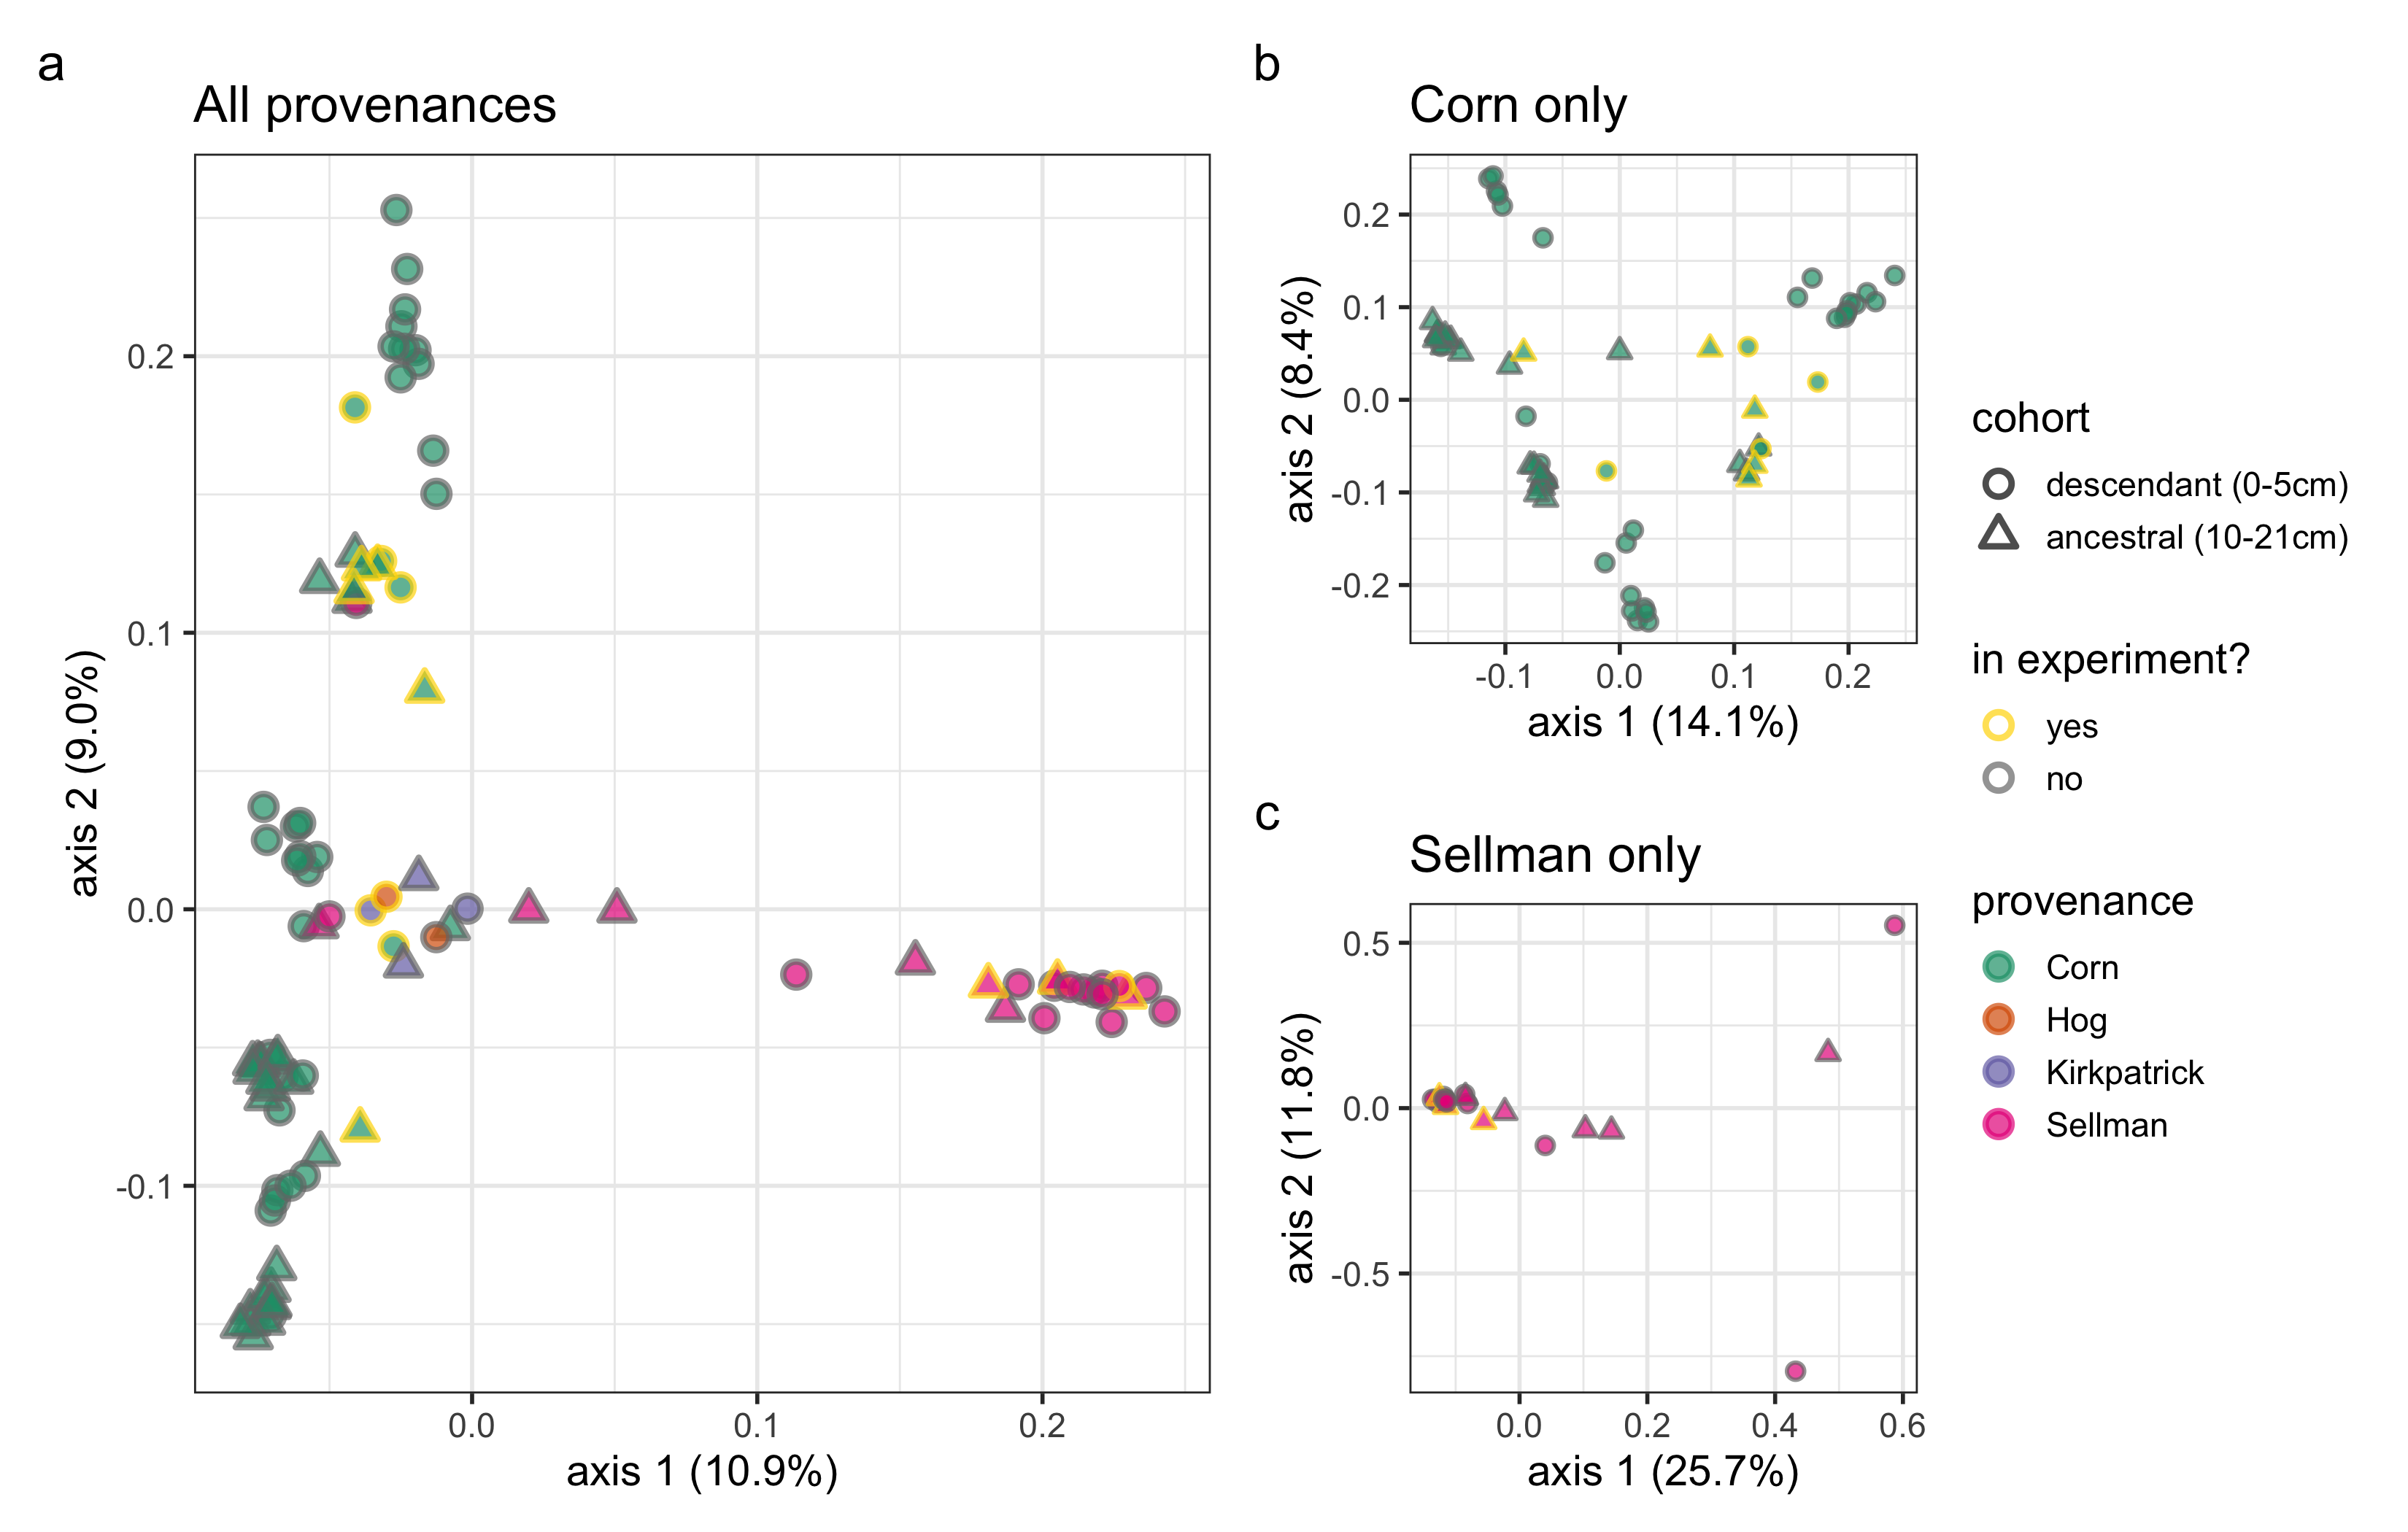 a
All provenances
axis 2 (9.0%)
0.2
0.1
0.0
-0.1
0.0
0.1
0.2
axis 1 (10.9%)
b
Corn only
axis 2 (8.4%)
0.2
0.1
0.0
-0.1
-0.2
-0.1
0.0
0.1
0.2
axis 1 (14.1%)
c
Sellman only
axis 2 (11.8%)
0.5
0.0
-0.5
0.0
0.2
0.4
0.6
axis 1 (25.7%)
cohort
descendant (0-5cm)
ancestral (10-21cm)
in experiment?
yes
no
provenance
Corn
Hog
Kirkpatrick
Sellman